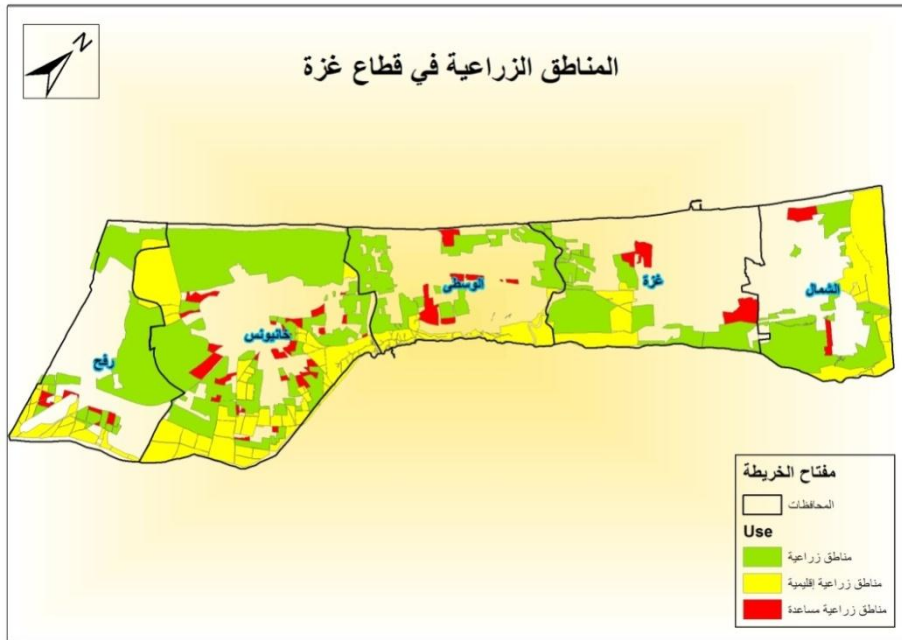 N
المناطق الزراعية في قطاع غزة
الشمال
غزة
الوسطى
خانيونس
رفح
مفتاح الخريطة
المحافظات
Use
مناطق زراعية
مناطق زراعية إقليمية
مناطق زراعية مساعدة